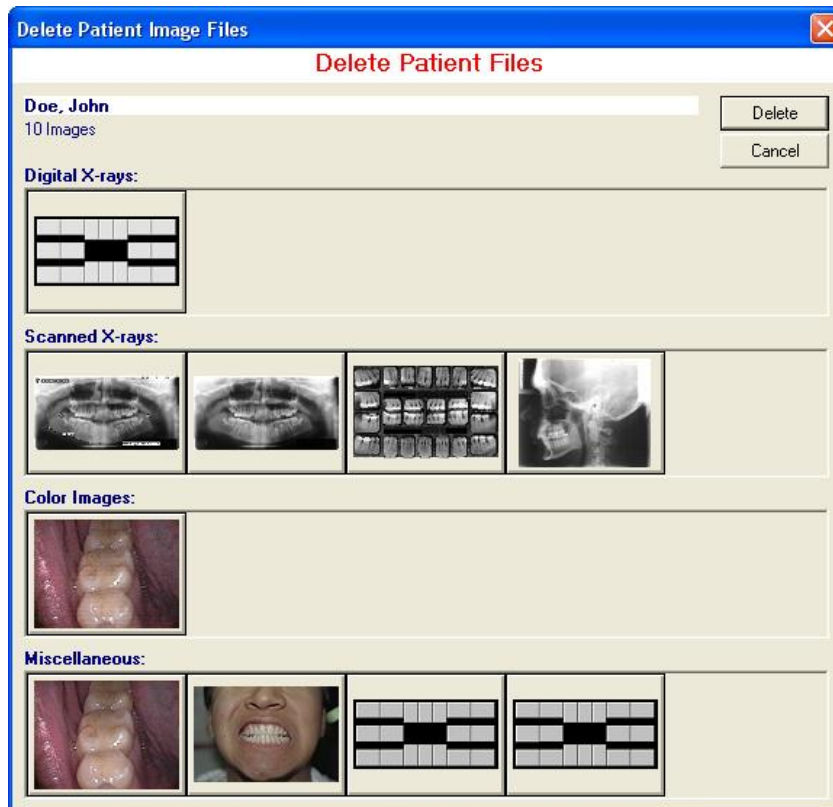 Delete Patient Image Files
Delete Patient Files
Doe, John
10 Images
Delete
Cancel
Digital X-rays:
Scanned X-rays:
Color Images:
Miscellaneous: